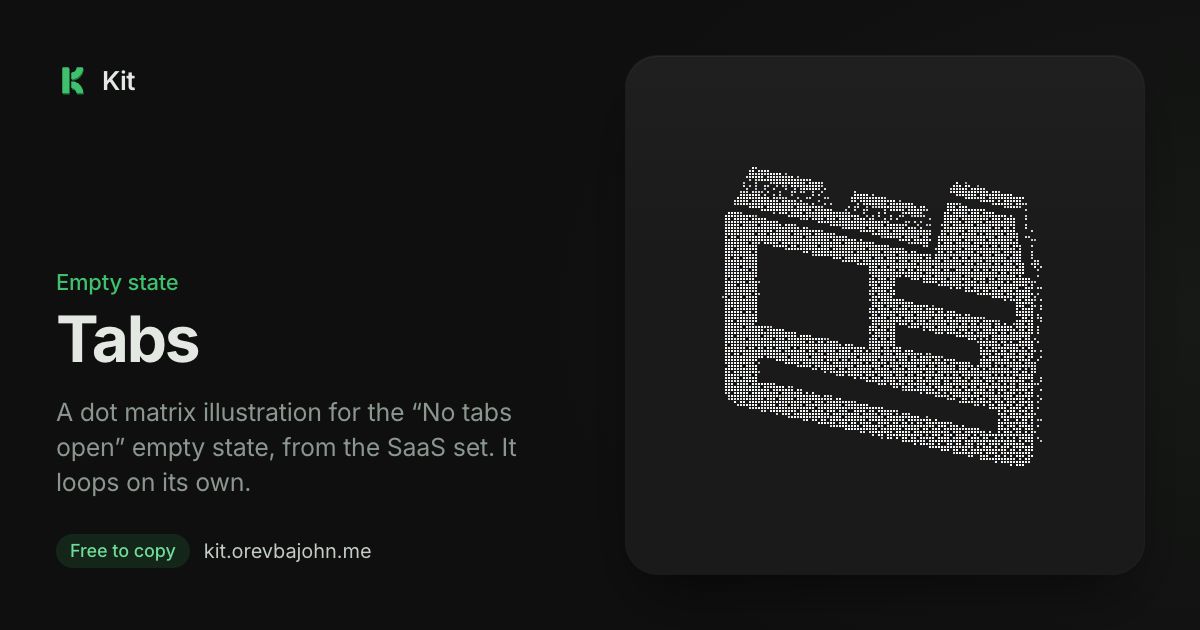 Kit
Empty state
Tabs
A dot matrix illustration for the “No tabs
open” empty state, from the SaaS set. It
loops on its own.
Free to copy
kit.orevbajohn.me